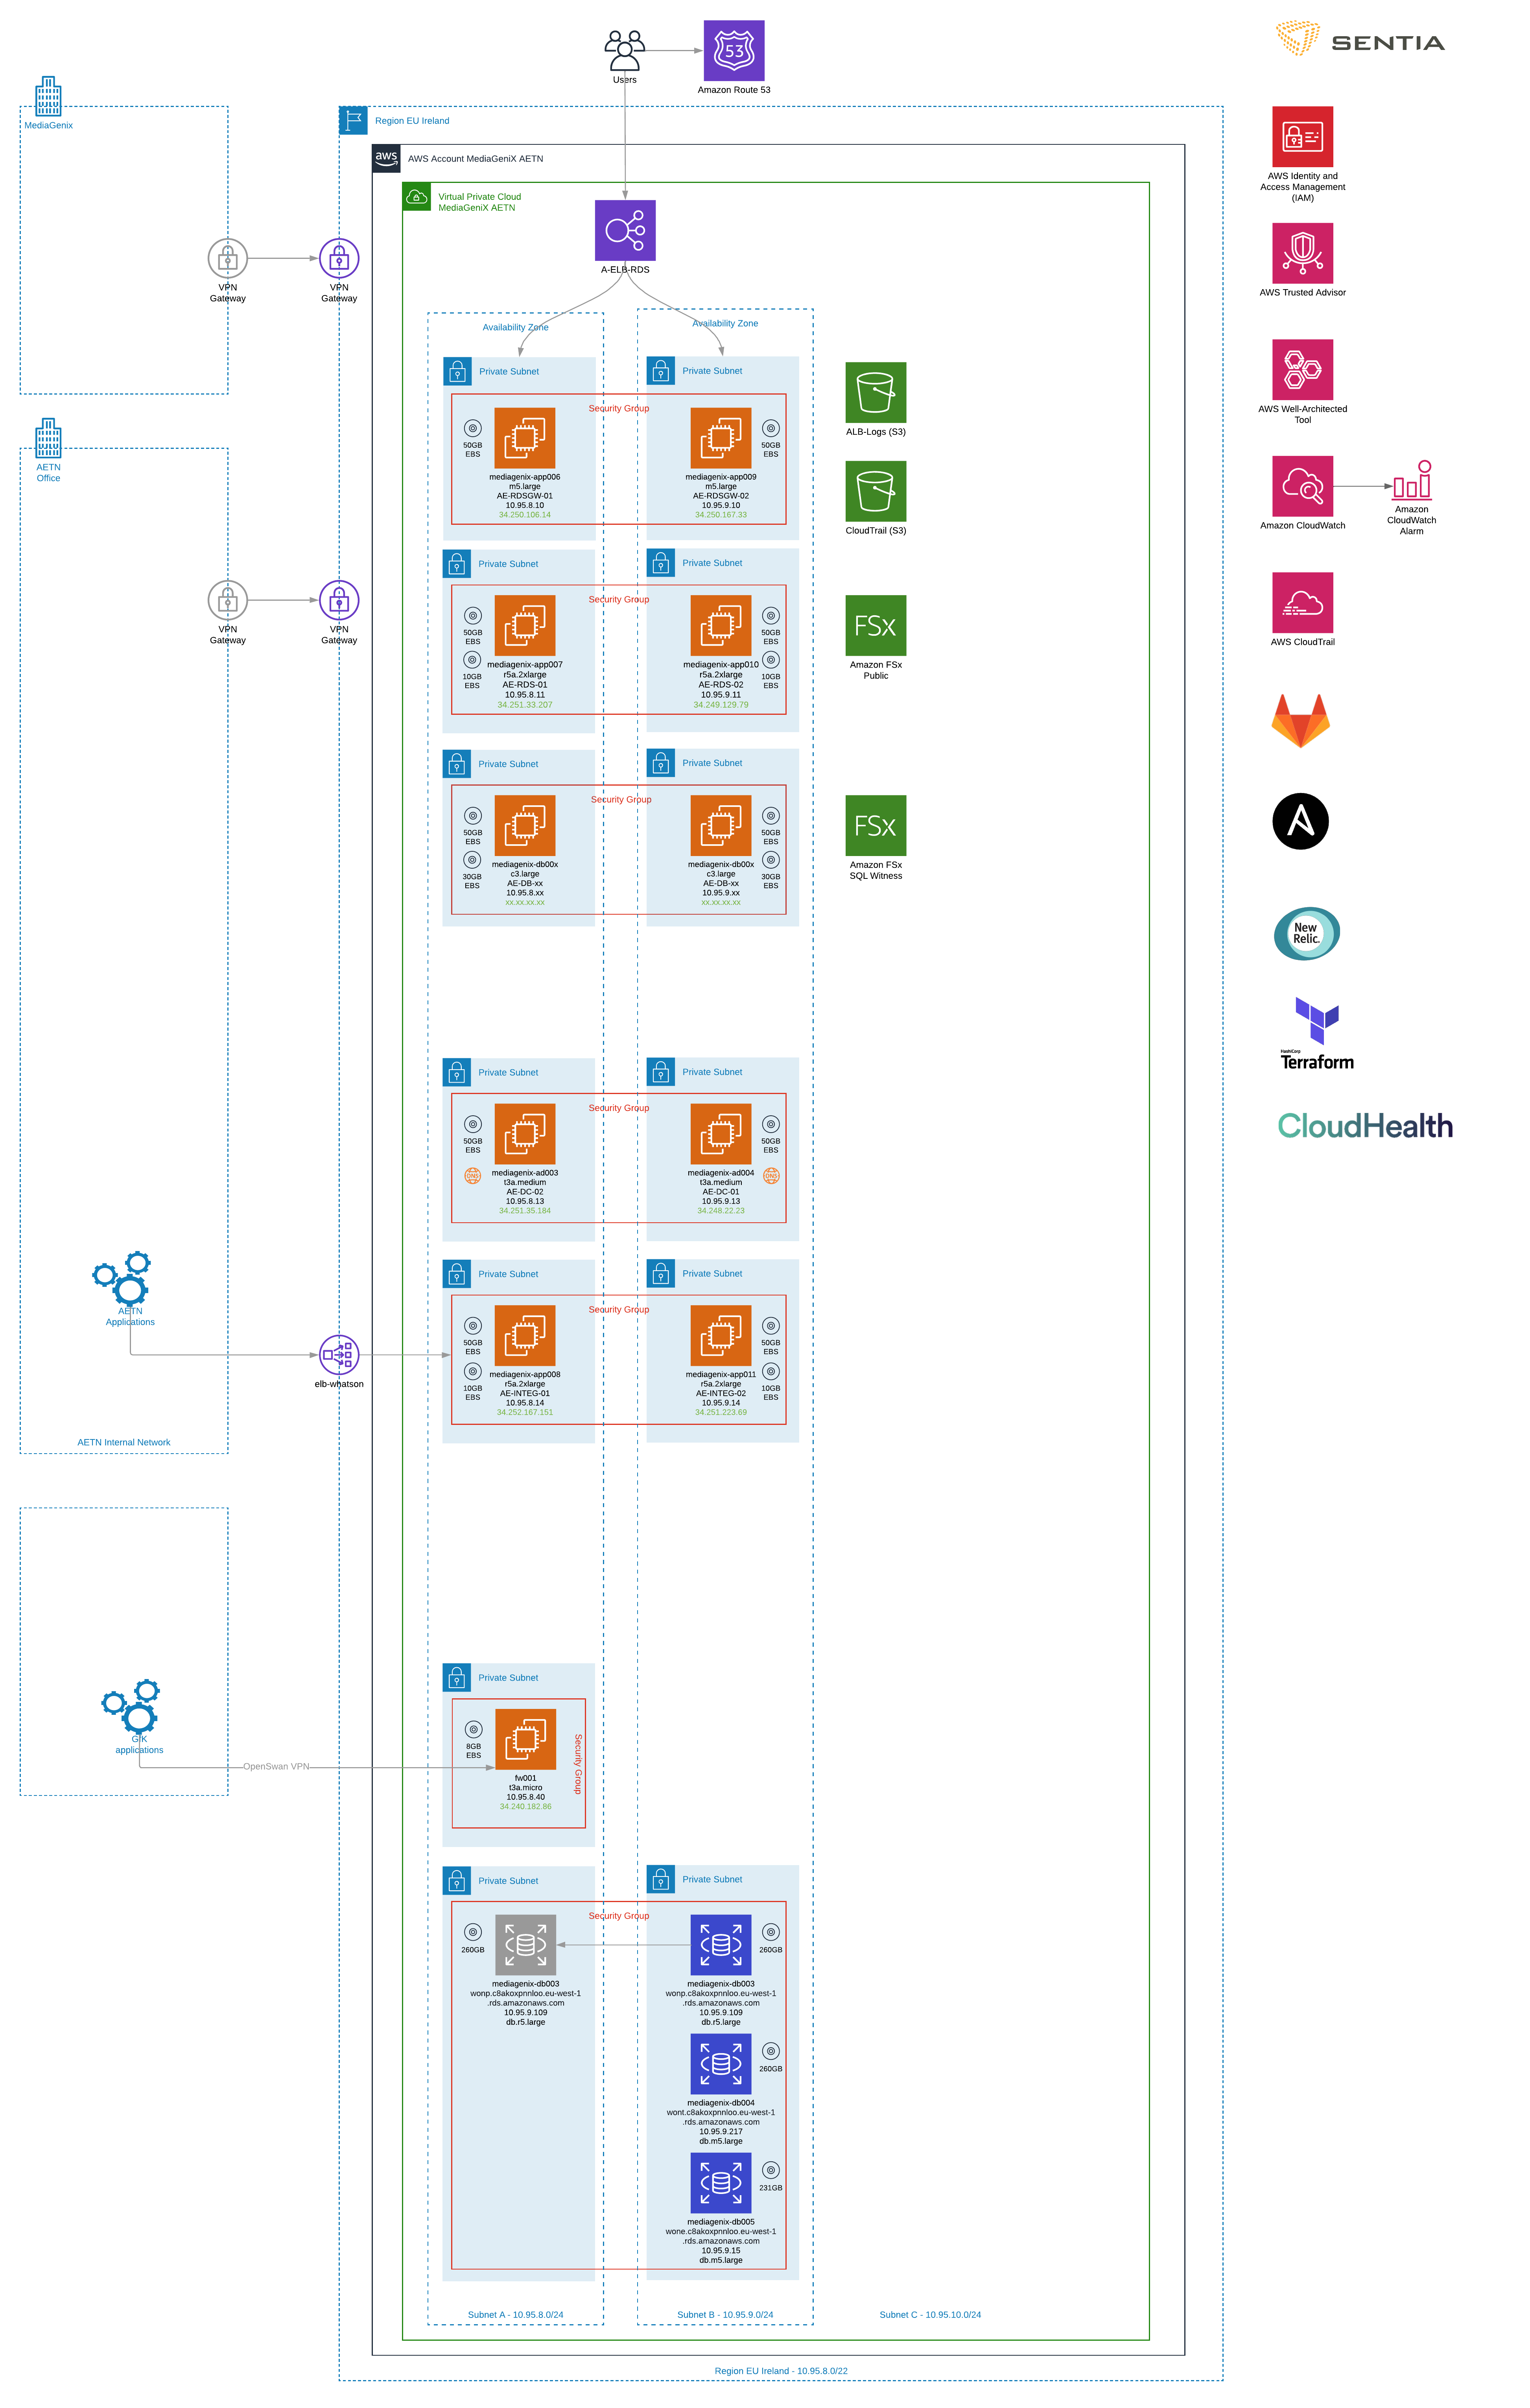 Users
53
Amazon Route 53
SENTIA
MediaGenix
Region EU Ireland
aws
AWS Account MediaGeniX AETN
Virtual Private Cloud
MediaGeniX AETN
A-ELB-RDS
VPN
Gateway
VPN
Gateway
AWS Identity and
Access Management
(IAM)
AWS Trusted Advisor
AWS Well-Architected
Tool
Amazon CloudWatch
Amazon
CloudWatch
Alarm
AWS CloudTrail
New
Relic.
HashiCorp
Terraform
CloudHealth
AETN
Office
VPN
Gateway
VPN
Gateway
Availability Zone
Availability Zone
Private Subnet
Private Subnet
Security Group
50GB
EBS
mediagenix-app006
m5.large
AE-RDSGW-01
10.95.8.10
34.250.106.14
mediagenix-app009
m5.large
AE-RDSGW-02
10.95.9.10
34.250.167.33
50GB
EBS
ALB-Logs (S3)
CloudTrail (S3)
Private Subnet
Private Subnet
Security Group
50GB
EBS
10GB
EBS
mediagenix-app007
r5a.2xlarge
AE-RDS-01
10.95.8.11
34.251.33.207
mediagenix-app010
r5a.2xlarge
AE-RDS-02
10.95.9.11
34.249.129.79
50GB
EBS
10GB
EBS
FSx
Amazon FSx
Public
Private Subnet
Private Subnet
Security Group
50GB
EBS
30GB
EBS
mediagenix-db00x
c3.large
AE-DB-xx
10.95.8.xx
xx.xx.xx.xx
mediagenix-db00x
c3.large
AE-DB-xx
10.95.9.xx
xx.xx.xx.xx
50GB
EBS
30GB
EBS
FSx
Amazon FSx
SQL Witness
Private Subnet
Private Subnet
Security Group
50GB
EBS
DNS
mediagenix-ad003
t3a.medium
AE-DC-02
10.95.8.13
34.251.35.184
mediagenix-ad004
t3a.medium
AE-DC-01
10.95.9.13
34.248.22.23
50GB
EBS
DNS
AETN
Applications
elb-whatson
AETN Internal Network
Private Subnet
Private Subnet
Security Group
50GB
EBS
10GB
EBS
mediagenix-app008
r5a.2xlarge
AE-INTEG-01
10.95.8.14
34.252.167.151
mediagenix-app011
r5a.2xlarge
AE-INTEG-02
10.95.9.14
34.251.223.69
50GB
EBS
10GB
EBS
GfK
applications
OpenSwan VPN
Private Subnet
Security Group
8GB
EBS
fw001
t3a.micro
10.95.8.40
34.240.182.86
Private Subnet
Private Subnet
Security Group
260GB
mediagenix-db003
wonp.c8akoxpnnloo.eu-west-1
.rds.amazonaws.com
10.95.9.109
db.r5.large
260GB
mediagenix-db003
wonp.c8akoxpnnloo.eu-west-1
.rds.amazonaws.com
10.95.9.109
db.r5.large
260GB
mediagenix-db004
wont.c8akoxpnnloo.eu-west-1
.rds.amazonaws.com
10.95.9.217
db.m5.large
231GB
mediagenix-db005
wone.c8akoxpnnloo.eu-west-1
.rds.amazonaws.com
10.95.9.15
db.m5.large
Subnet A - 10.95.8.0/24
Subnet B - 10.95.9.0/24
Subnet C - 10.95.10.0/24
Region EU Ireland - 10.95.8.0/22